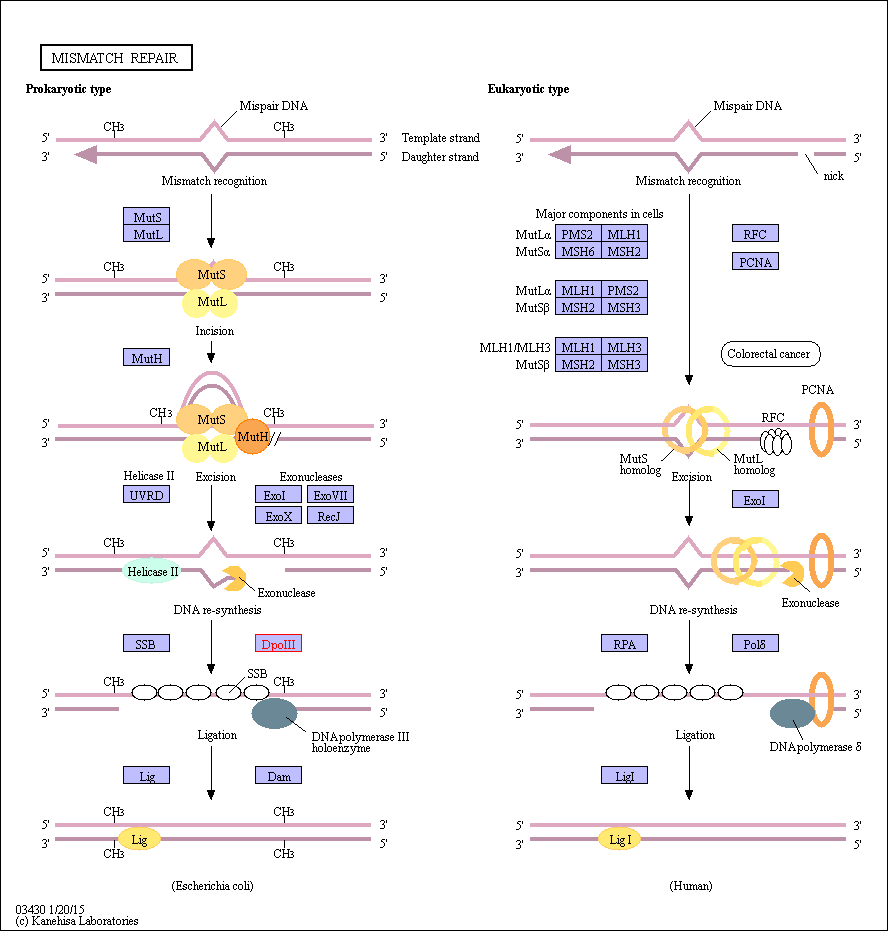 MISMATCH REPAIR
Prokaryotic type
Eukaryotic type
Mispair DNA
Mispair DNA
CH3
CH3
5'
3'
Template strand
5'
3'
3'
5'
Daughter strand
3'
5'
Mismatch recognition
Mismatch recognition
nick
Major components in cells
MutS
MutL
MutLα PMS2 MLH1
MutSα MSH6 MSH2
RFC
PCNA
CH3
CH3
MutS
5'
3'
3'
5'
MutL
MutLα MLH1 PMS2
MutSβ MSH2 MSH3
Incision
MutH
MLH1/MLH3 MLH1 MLH3
MutSβ MSH2 MSH3
Colorectal cancer
PCNA
CH3
CH3
MutS
RFC
5'
3'
5'
3'
MutH
3'
5'
3'
5'
MutL
MutS
homolog
MutL
homolog
Helicase II
Excision
Exonucleases
Excision
UVRD
ExoI
ExoVII
ExoX
RecJ
ExoI
CH3
CH3
5'
3'
5'
3'
3'
Helicase II
5'
3'
5'
Exonuclease
Exonuclease
DNA re-synthesis
DNA re-synthesis
SSB
DpoIII
RPA
Polδ
SSB
CH3
CH3
5'
3'
5'
3'
3'
5'
3'
5'
DNA polymerase III
holoenzyme
DNA polymerase δ
Ligation
Ligation
Lig
Dam
LigI
CH3
CH3
5'
3'
5'
3'
3'
Lig
5'
3'
Lig I
5'
CH3
CH3
(Escherichia coli)
(Human)
03430 1/20/15
(c) Kanehisa Laboratories